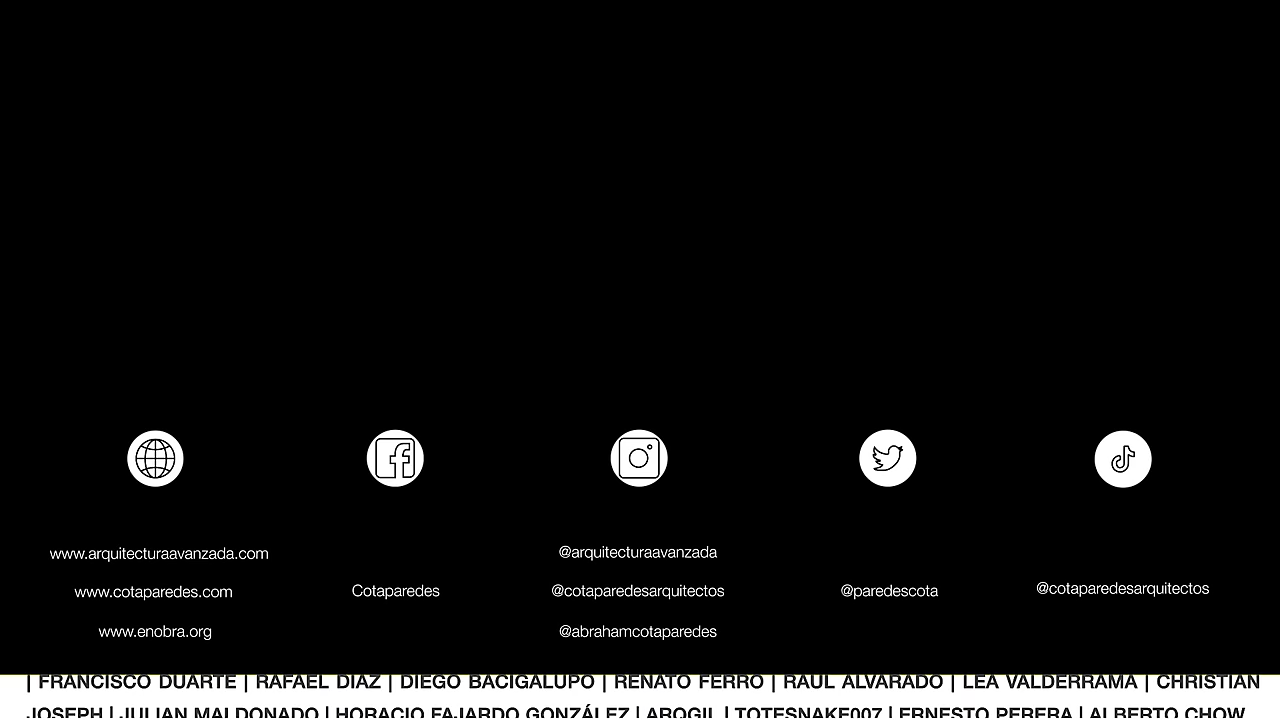 www.arquitecturaavanzada.com
www.cotaparedes.com
www.enobra.org
Cotaparedes
@arquitecturaavanzada
@cotaparedesarquitectos
@abrahamcotaparedes
@paredescota
@cotaparedesarquitectos
| FRANCISCO DUARTE | RAFAEL DIAZ | DIEGO BACIGALUPO | RENATO FERRO | RAUL ALVARADO | LEA VALDERRAMA | CHRISTIAN
JOSEPH | JULIAN MALDONADO | HORACIO FAJARDO GONZÁLEZ | ARQGIL | TOTESNAKE007 | ERNESTO PERERA | ALBERTO CHOW